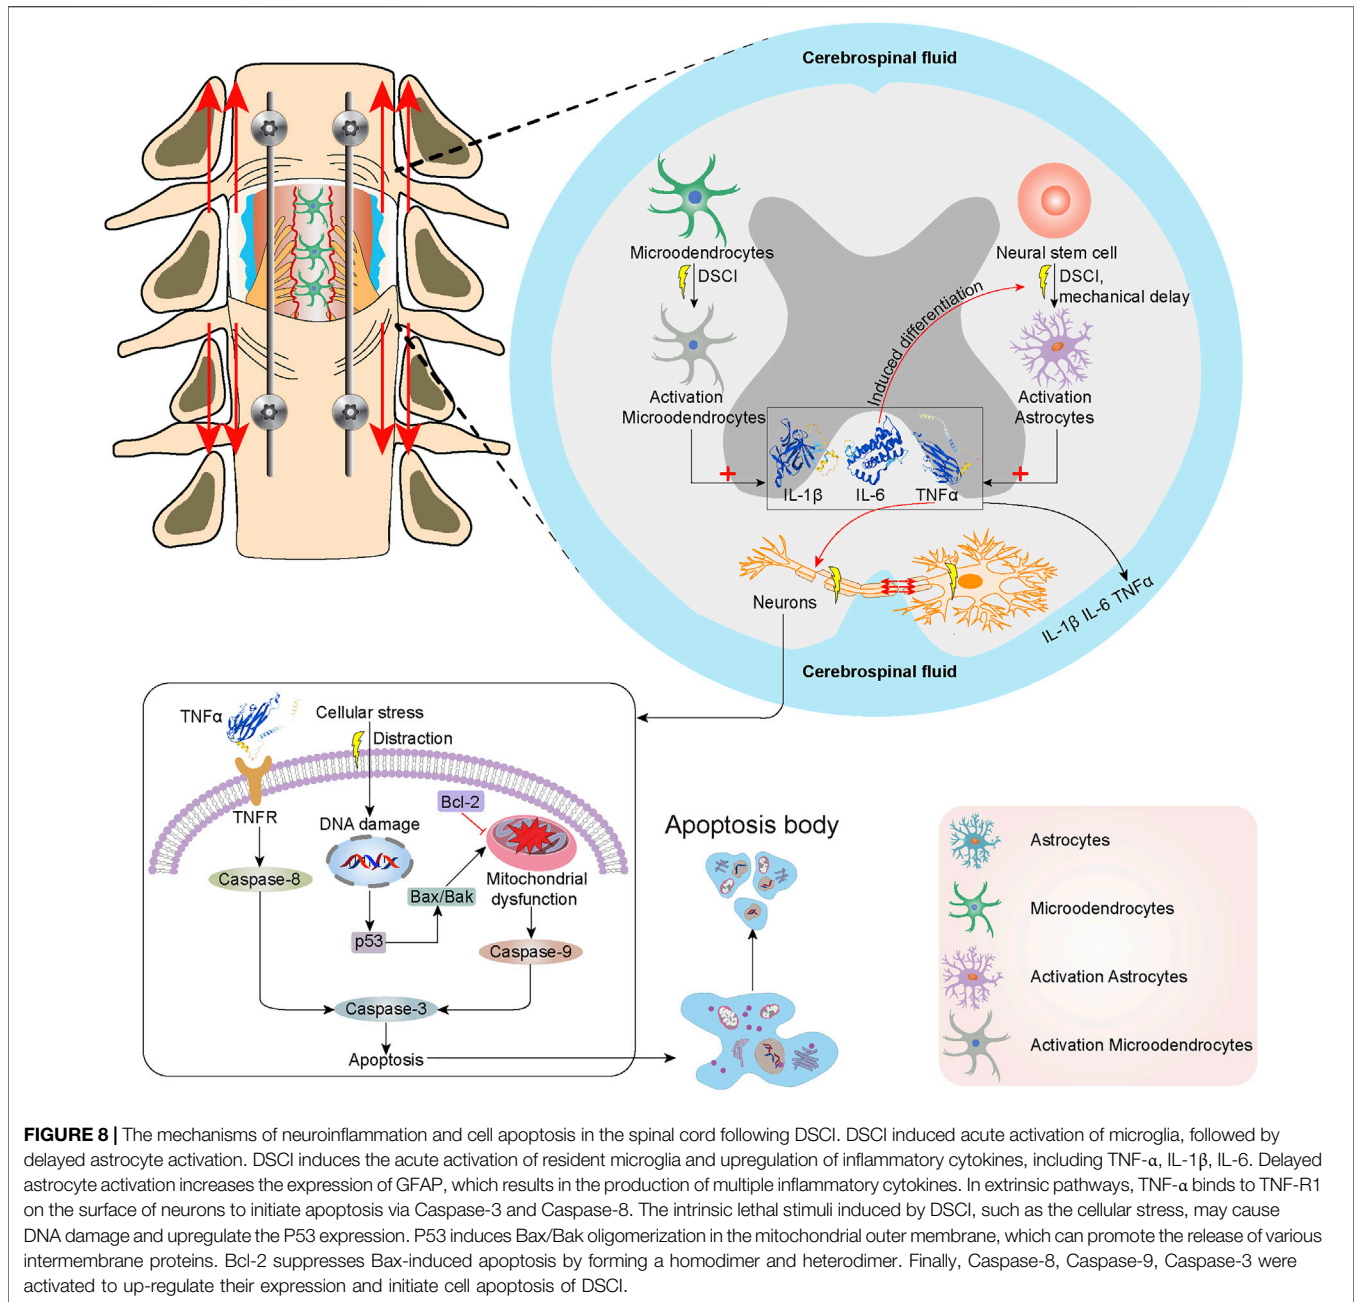 Cerebrospinal fluid
Microodendrocytes
DSCI
Activation
Microodendrocytes
Neural stem cell
DSCI,
mechanical delay
Activation
Astrocytes
Induced differentiation
IL-1β
IL-6
TNFα
Neurons
IL-1β IL-6 TNFα
Cerebrospinal fluid
TNFα
Cellular stress
Distraction
TNFR
DNA damage
Bcl-2
Caspase-8
Bax/Bak
Mitochondrial
dysfunction
p53
Caspase-9
Caspase-3
Apoptosis
Apoptosis body
Astrocytes
Microodendrocytes
Activation Astrocytes
Activation Microodendrocytes
FIGURE 8 | The mechanisms of neuroinflammation and cell apoptosis in the spinal cord following DSCI. DSCI induced acute activation of microglia, followed by
delayed astrocyte activation. DSCI induces the acute activation of resident microglia and upregulation of inflammatory cytokines, including TNF-α, IL-1β, IL-6. Delayed
astrocyte activation increases the expression of GFAP, which results in the production of multiple inflammatory cytokines. In extrinsic pathways, TNF-α binds to TNF-R1
on the surface of neurons to initiate apoptosis via Caspase-3 and Caspase-8. The intrinsic lethal stimuli induced by DSCI, such as the cellular stress, may cause
DNA damage and upregulate the P53 expression. P53 induces Bax/Bak oligomerization in the mitochondrial outer membrane, which can promote the release of various
intermembrane proteins. Bcl-2 suppresses Bax-induced apoptosis by forming a homodimer and heterodimer. Finally, Caspase-8, Caspase-9, Caspase-3 were
activated to up-regulate their expression and initiate cell apoptosis of DSCI.